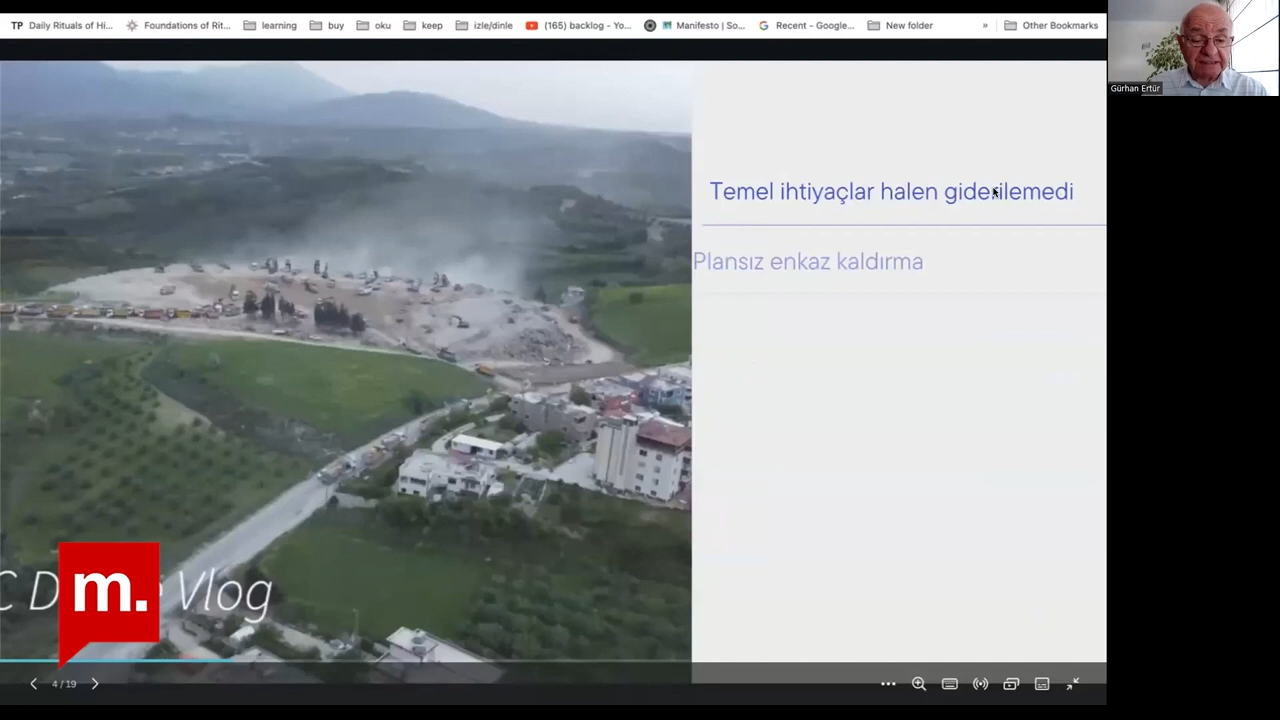 TP Daily Rituals of Hi... Foundations of Rit... learning buy oku keep izle/dinle (165) backlog - Yo... Manifesto | So... Recent - Google... New folder » Other Bookmarks
Gürhan Ertür
Temel ihtiyaçlar halen giderilemedi
Plansız enkaz kaldırma
Vlog
m.
4 / 19